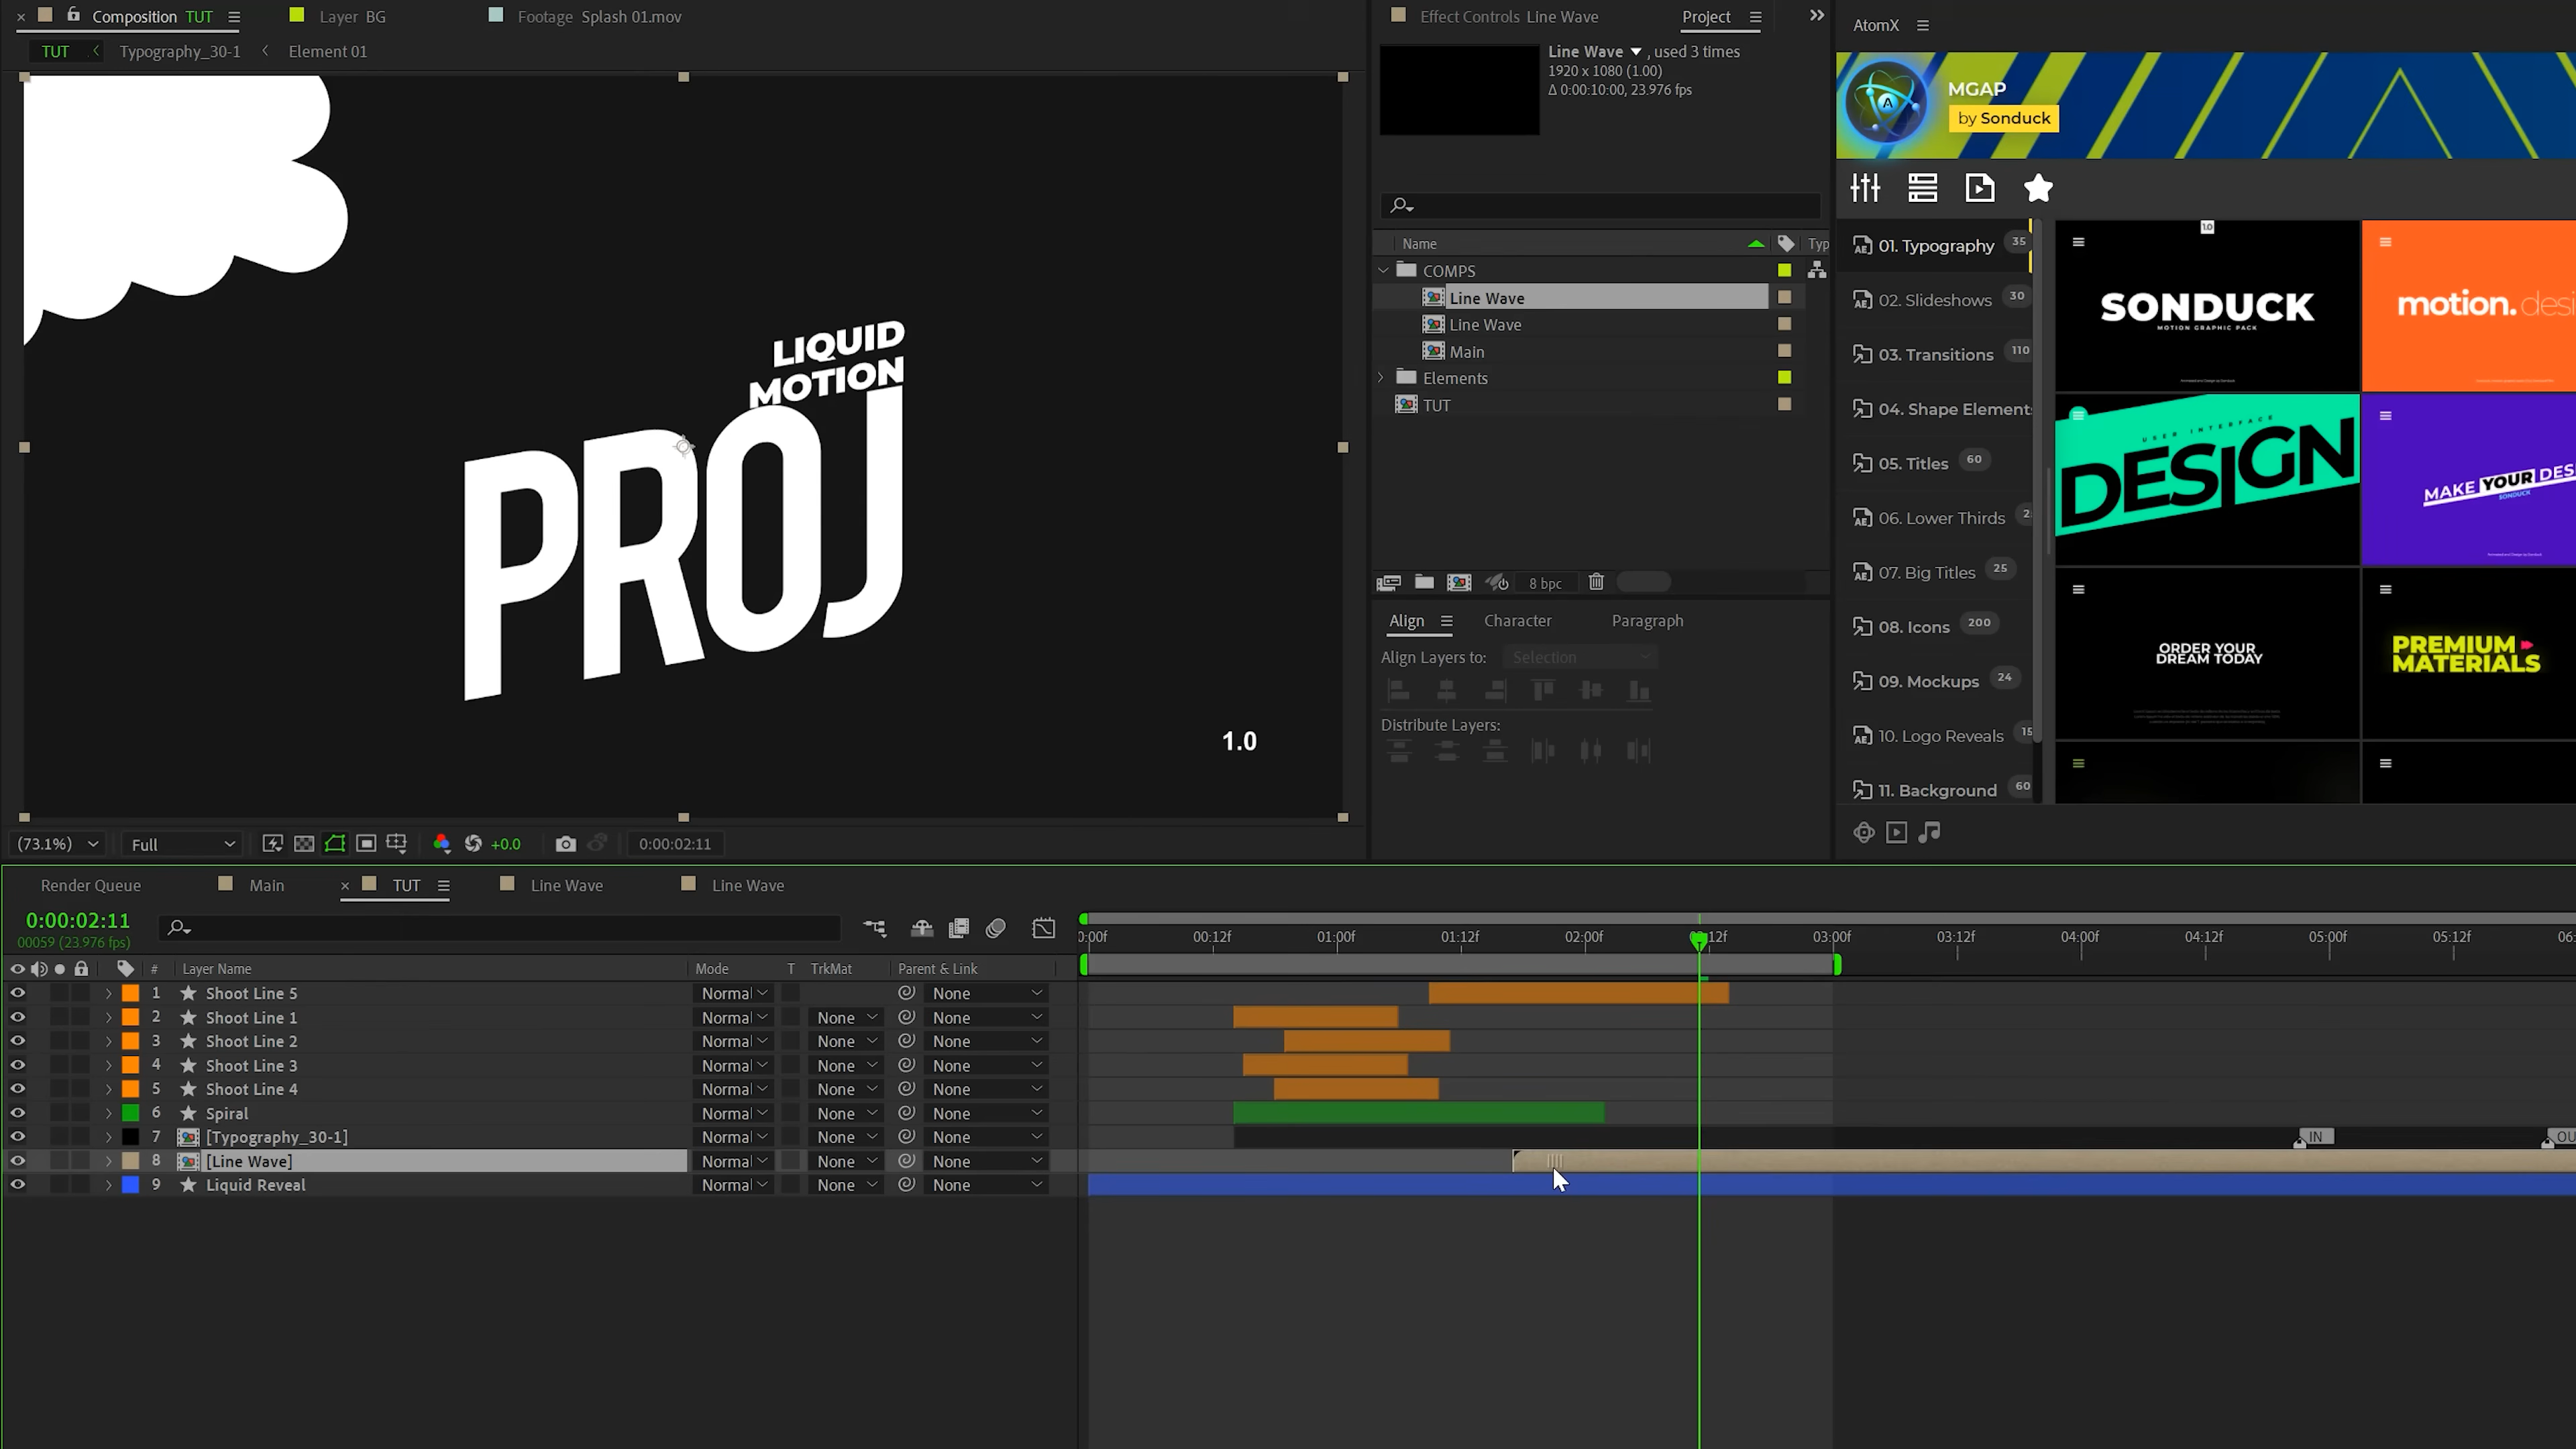 Composition TUT
Layer BG
Footage Splash 01.mov
TUT
Typography_30-1
Element 01
LIQUID
MOTION
PROJ
1.0
(73.1%)
Full
+0.0
0:00:02:11
Effect Controls Line Wave
Project
Line Wave , used 3 times
1920 x 1080 (1.00)
Δ 0:00:10:00, 23.976 fps
Name
Typ
COMPS
Line Wave
Line Wave
Main
Elements
TUT
8 bpc
Align
Character
Paragraph
Align Layers to:
Selection
Distribute Layers:
AtomX
A
MGAP
by Sonduck
01. Typography 35
02. Slideshows 30
03. Transitions 110
04. Shape Element
05. Titles 60
06. Lower Thirds 2
07. Big Titles 25
08. Icons 200
09. Mockups 24
10. Logo Reveals 15
11. Background 60
1.0
SONDUCK
MOTION GRAPHIC PACK
motion.desi
USER INTERFACE
DESIGN
MAKE YOUR DES
SONDUCK
ORDER YOUR
DREAM TODAY
PREMIUM
MATERIALS
Render Queue
Main
TUT
Line Wave
Line Wave
0:00:02:11
00059 (23.976 fps)
):00f 00:12f 01:00f 01:12f 02:00f 12f 03:00f 03:12f 04:00f 04:12f 05:00f 05:12f 06:
# Layer Name Mode T TrkMat Parent & Link
1 Shoot Line 5 Normal None
2 Shoot Line 1 Normal None None
3 Shoot Line 2 Normal None None
4 Shoot Line 3 Normal None None
5 Shoot Line 4 Normal None None
6 Spiral Normal None None
7 [Typography_30-1] Normal None None IN OU
8 [Line Wave] Normal None None
9 Liquid Reveal Normal None None